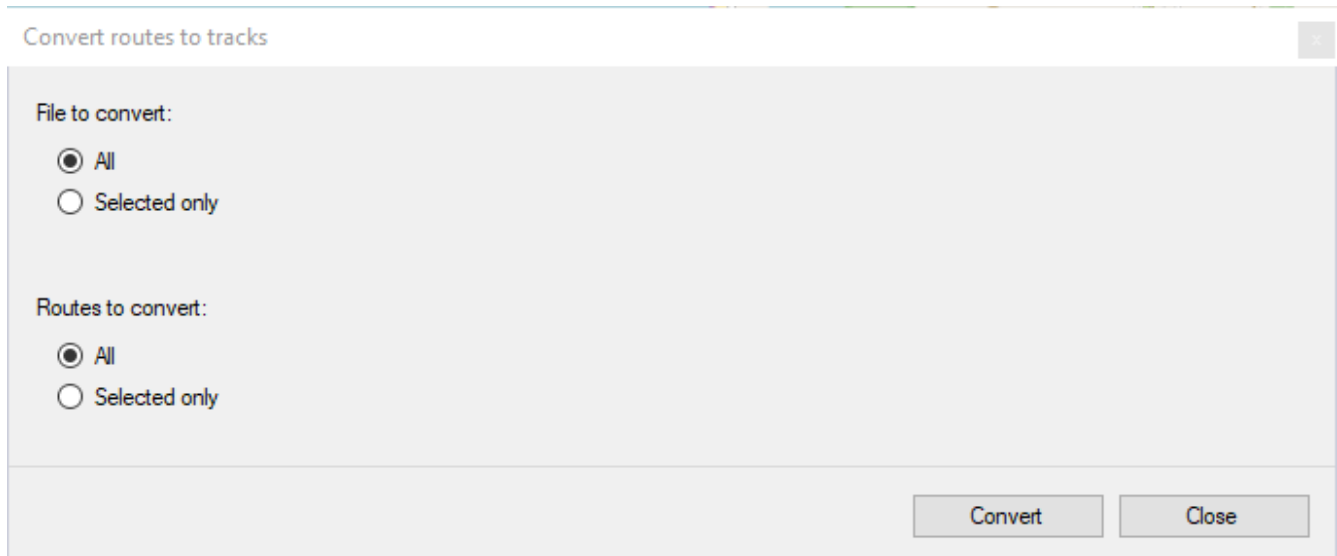 Convert routes to tracks
x
File to convert:
All
Selected only
Routes to convert:
All
Selected only
Convert Close